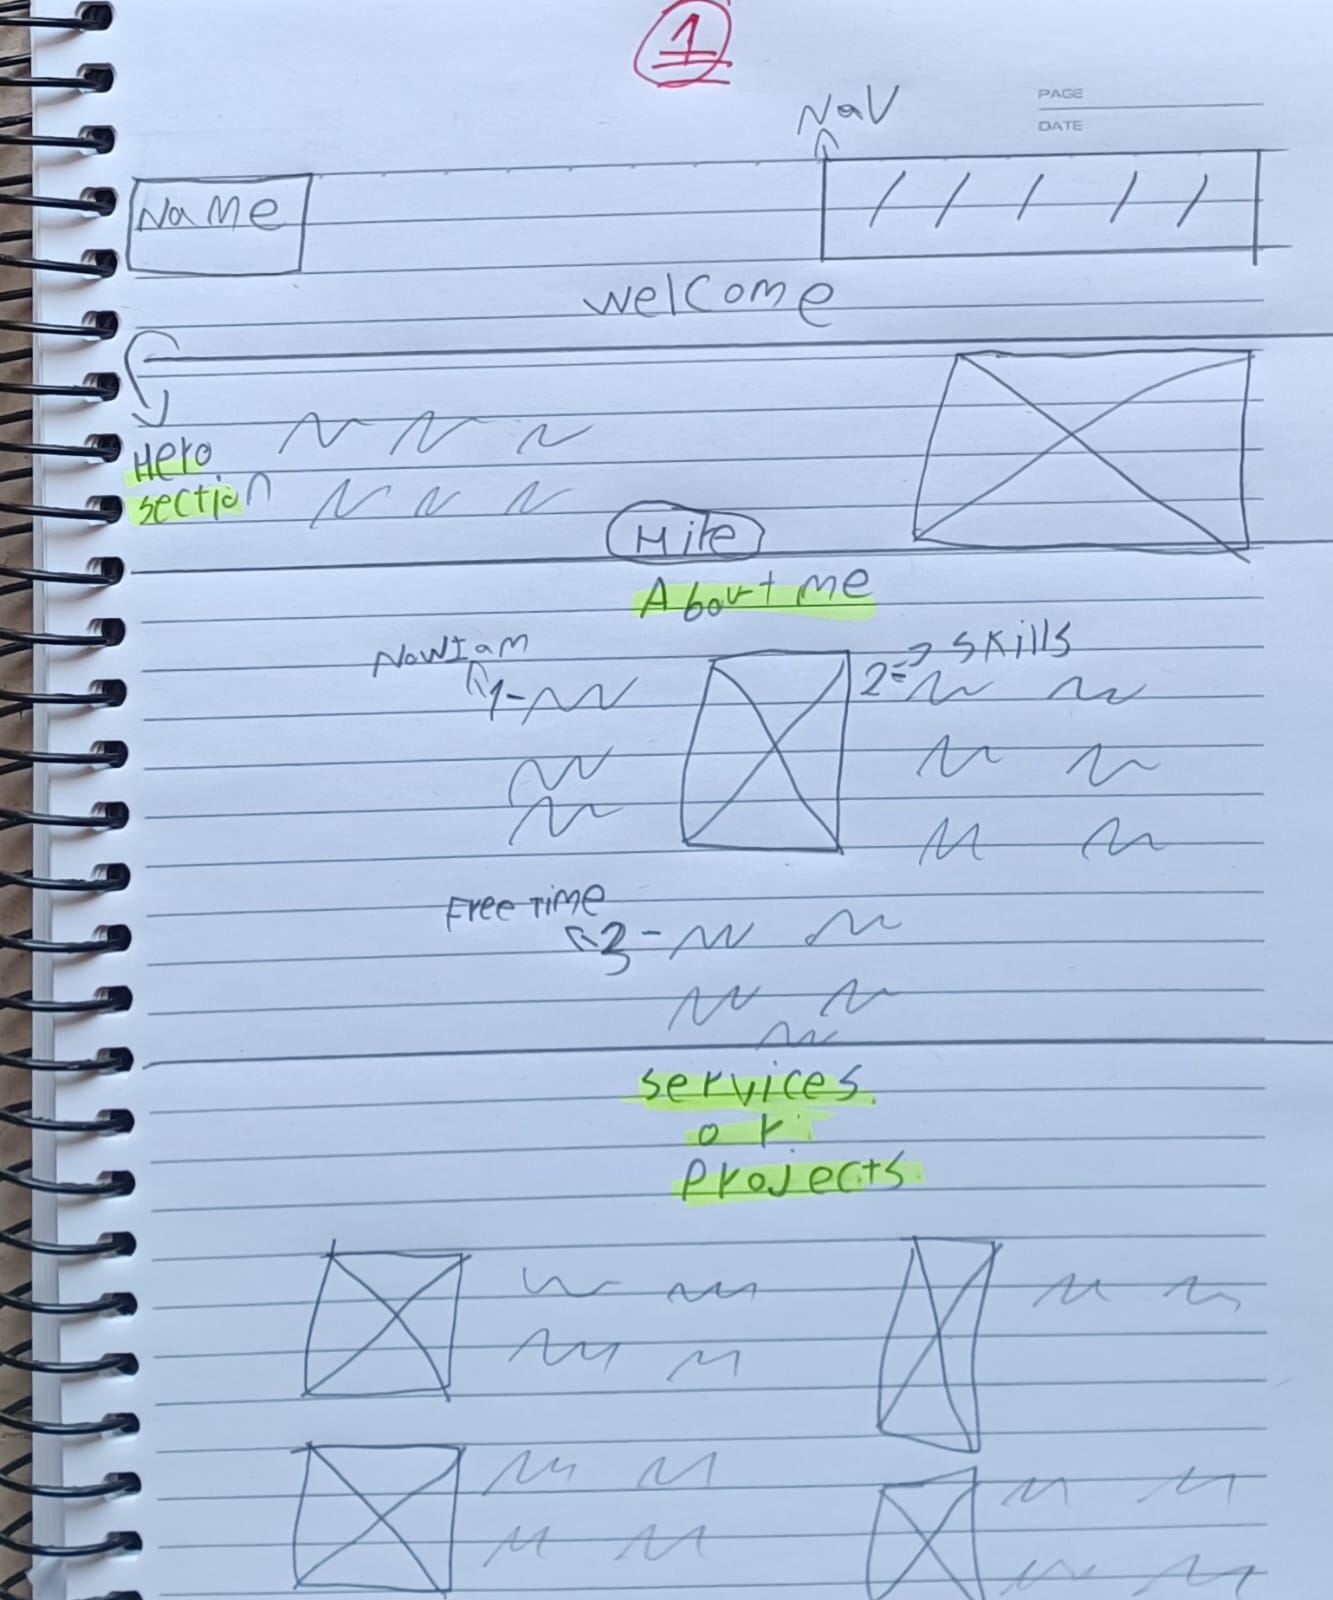 1
NaV
PAGE
DATE
NaMe
welcome
Hero
section
Hire
About me
NowIam
1-
2=> skills
Free Time
3-
services
or
Projects